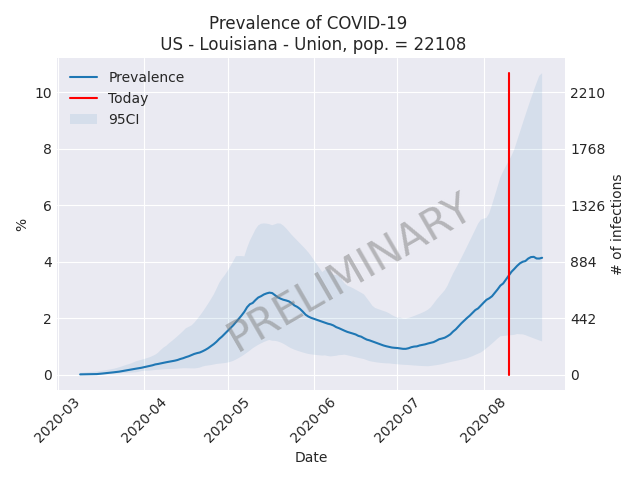 Prevalence of COVID-19
US - Louisiana - Union, pop. = 22108
Prevalence
Today
95CI
PRELIMINARY
10
8
6
4
2
0
%
2210
1768
1326
884
442
0
# of infections
2020-03
2020-04
2020-05
2020-06
2020-07
2020-08
Date